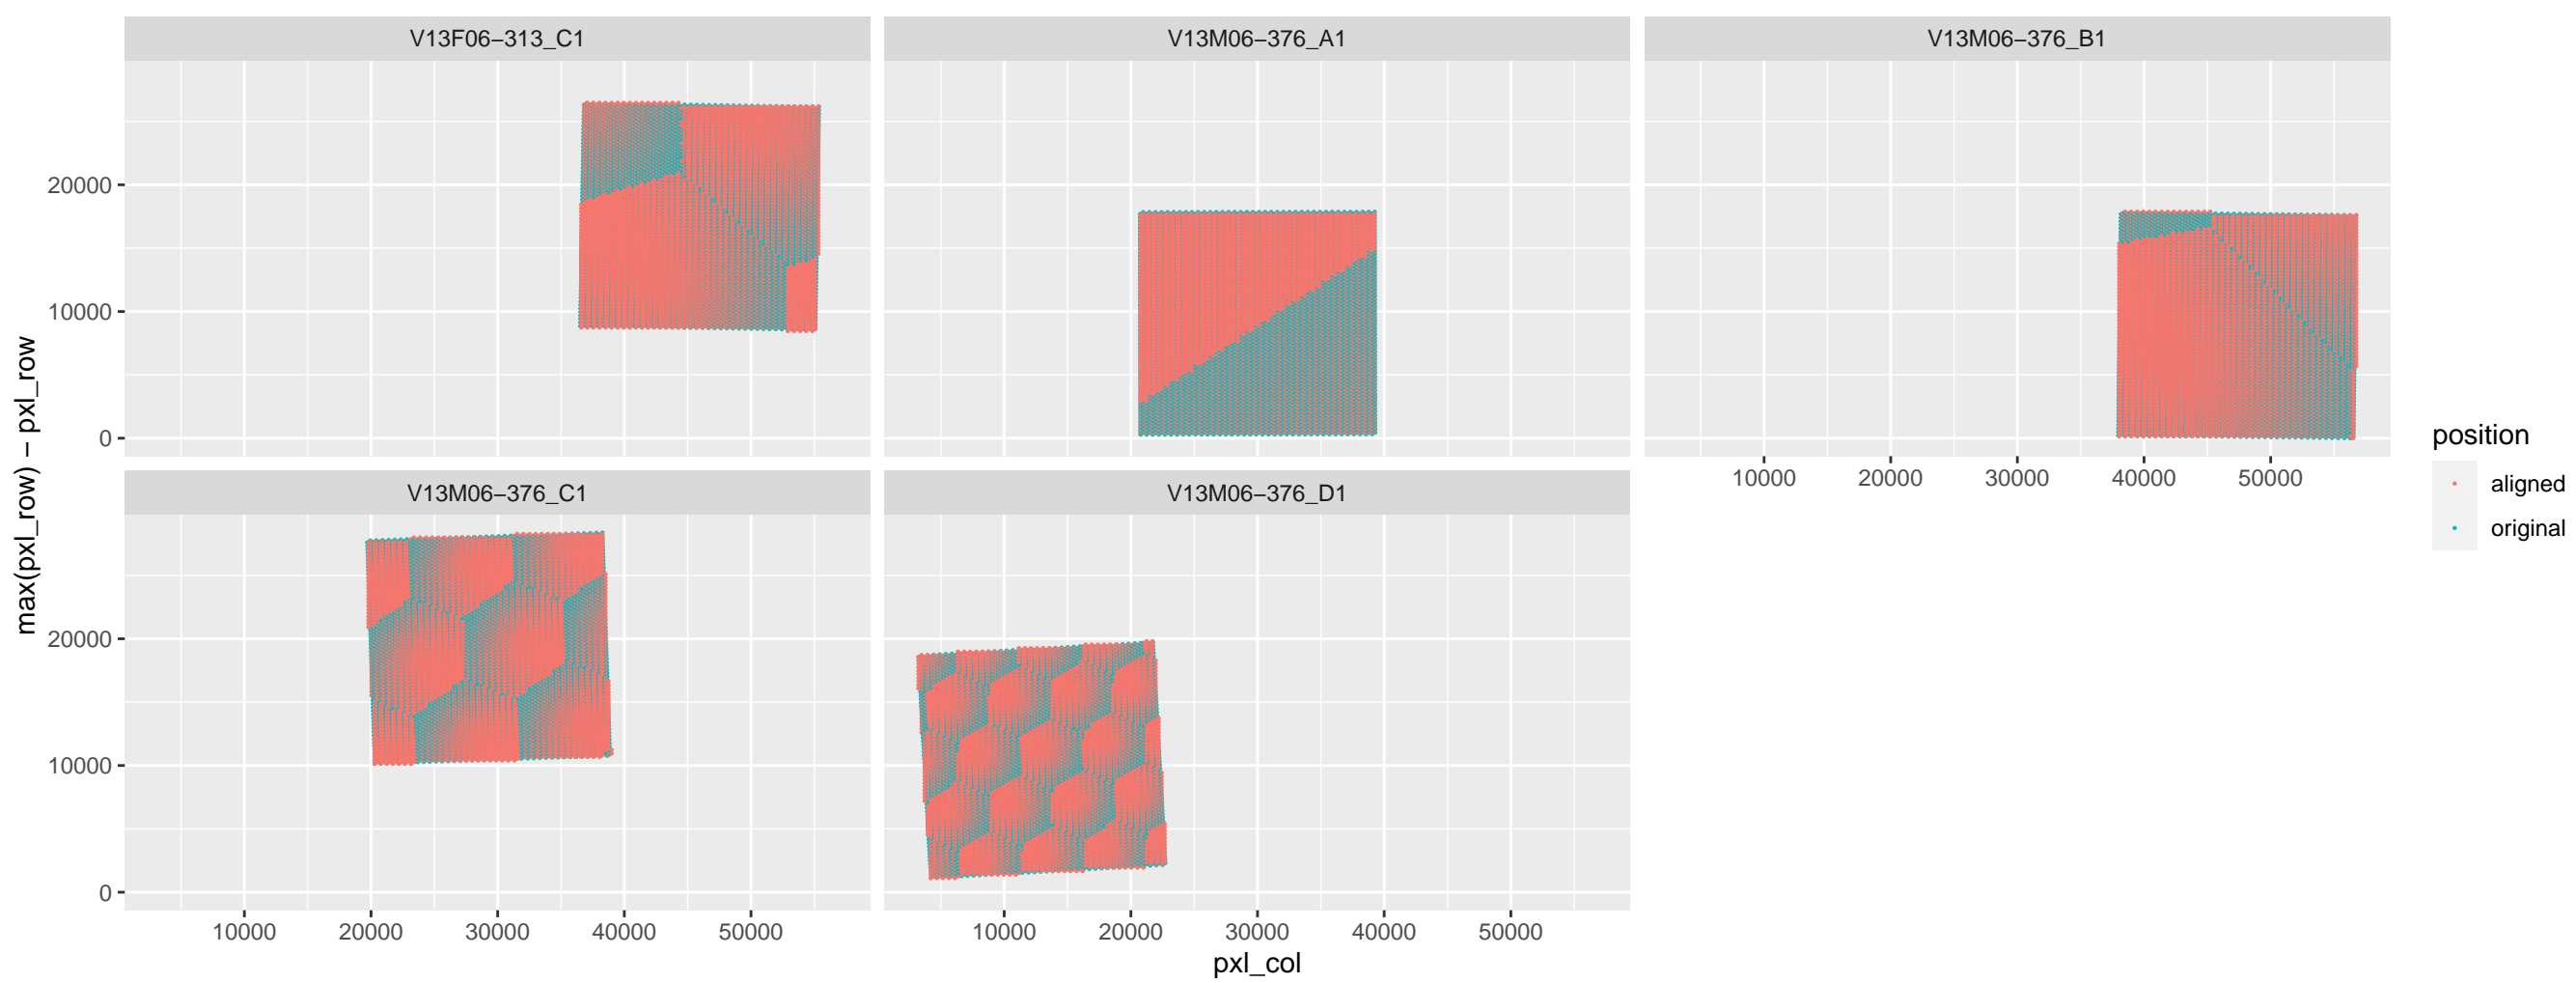 V13F06−313_C1
V13M06−376_A1
V13M06−376_B1
20000
10000
0
10000 20000 30000 40000 50000
max(pxl_row) − pxl_row
position
aligned
original
V13M06−376_C1
V13M06−376_D1
20000
10000
0
10000 20000 30000 40000 50000
10000 20000 30000 40000 50000
pxl_col